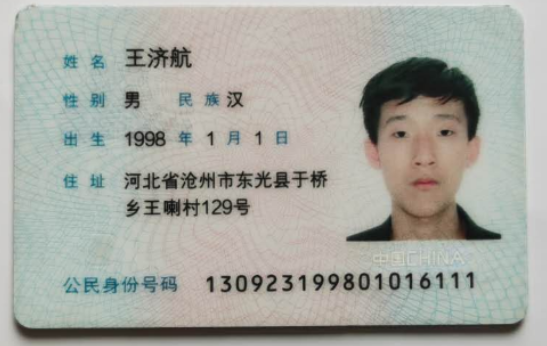 姓名 王济航
性别 男 民族 汉
出生 1998 年 1 月 1 日
住址 河北省沧州市东光县于桥
乡王喇村129号
中国CHINA
公民身份号码 130923199801016111